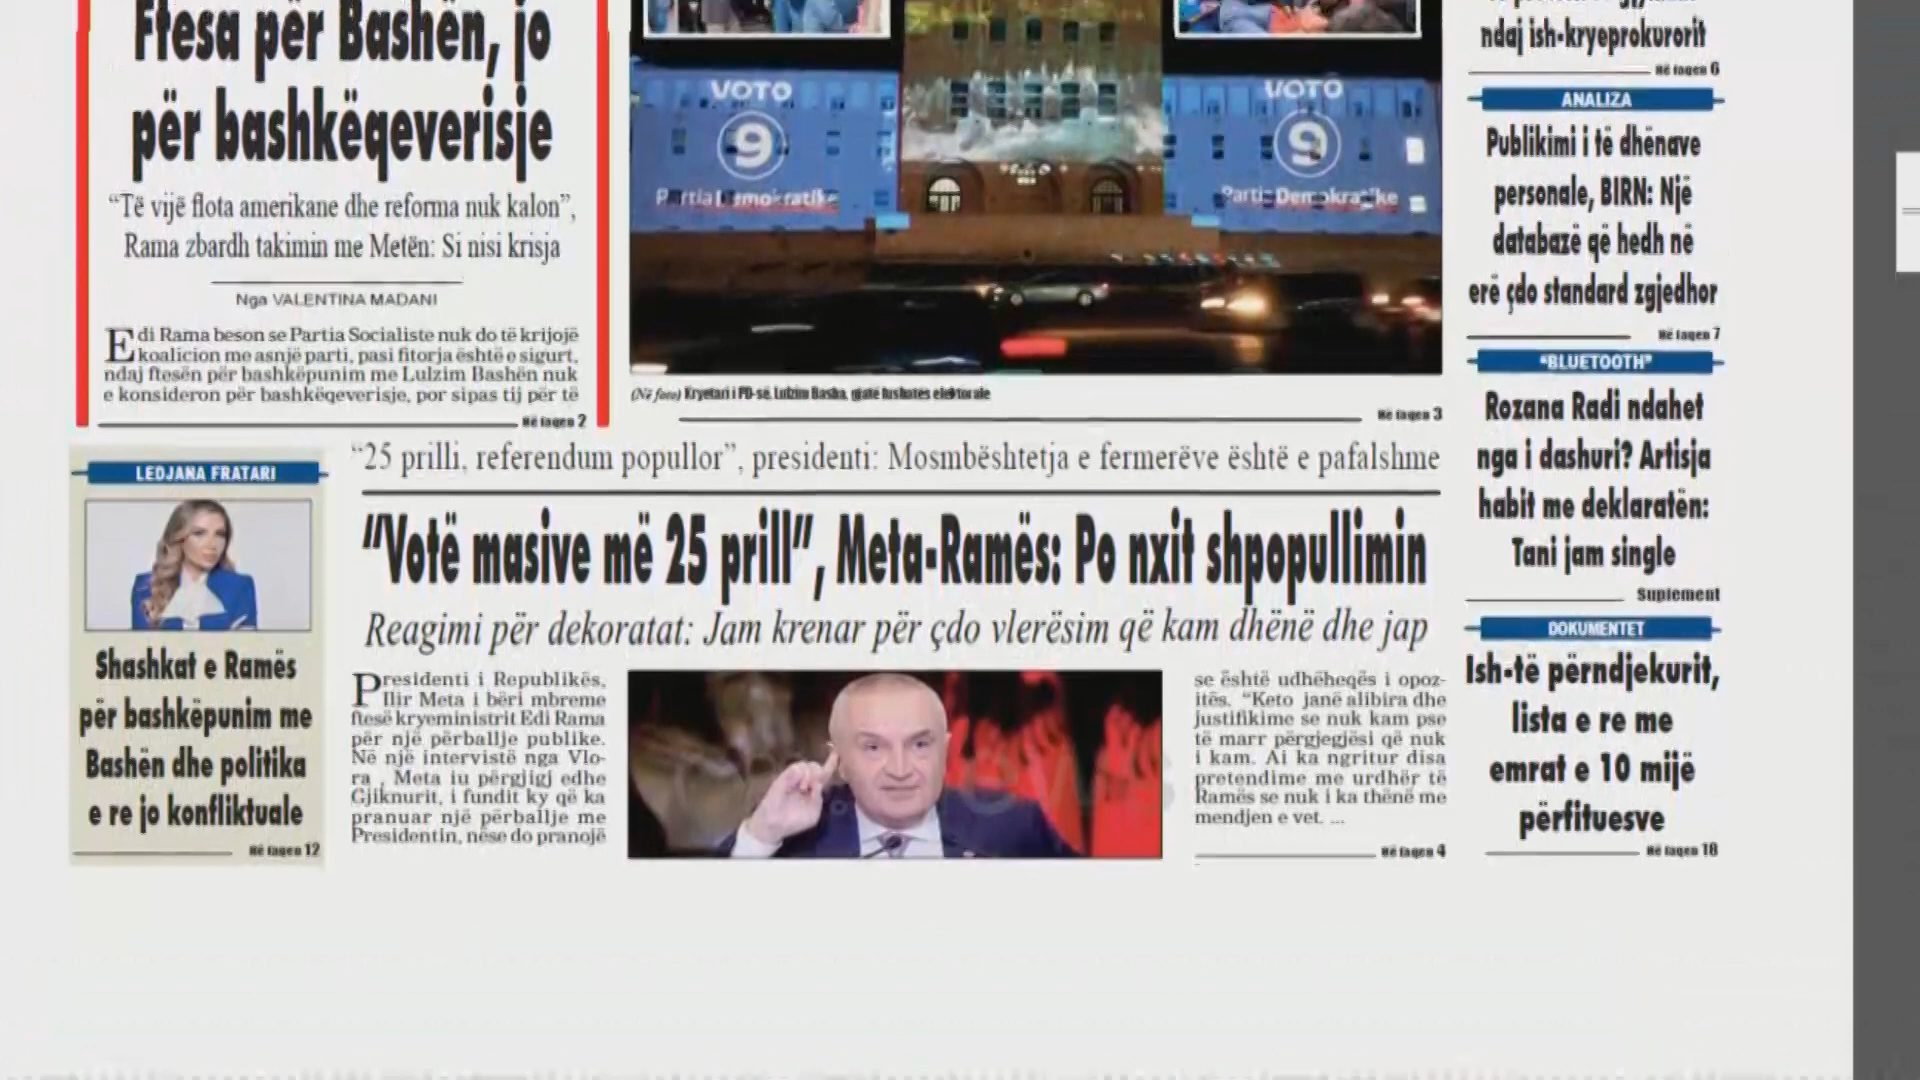 Ftesa për Bashën, jo
për bashkëqeverisje
“Të vijë flota amerikane dhe reforma nuk kalon”,
Rama zbardh takimin me Metën: Si nisi krisja
Nga VALENTINA MADANI
Edi Rama beson se Partia Socialiste nuk do të krijojë
koalicion me asnjë parti, pasi fitorja është e sigurt,
ndaj ftesën për bashkëpunim me Lulzim Bashën nuk
e konsideron për bashkëqeverisje, por sipas tij për të
Në faqen 2
VOTO
9
Partia Demokratike
VOTO
9
Partia Demokratike
(Në foto) Kryetari i PD-së, Lulzim Basha, gjatë fushatës elektorale
Në faqen 3
ndaj ish-kryeprokurorit
Në faqen 6
ANALIZA
Publikimi i të dhënave
personale, BIRN: Një
databazë që hedh në
erë çdo standard zgjedhor
Në faqen 7
“BLUETOOTH”
Rozana Radi ndahet
nga i dashuri? Artisja
habit me deklaratën:
Tani jam single
Suplement
DOKUMENTET
Ish-të përndjekurit,
lista e re me
emrat e 10 mijë
përfituesve
Në faqen 18
LEDJANA FRATARI
Shashkat e Ramës
për bashkëpunim me
Bashën dhe politika
e re jo konfliktuale
Në faqen 12
“25 prilli, referendum popullor”, presidenti: Mosmbështetja e fermerëve është e pafalshme
“Votë masive më 25 prill”, Meta-Ramës: Po nxit shpopullimin
Reagimi për dekoratat: Jam krenar për çdo vlerësim që kam dhënë dhe jap
Presidenti i Republikës,
Ilir Meta i bëri mbreme
ftesë kryeministrit Edi Rama
për një përballje publike.
Në një intervistë nga Vlo-
ra , Meta iu përgjigj edhe
Gjiknurit, i fundit ky që ka
pranuar një përballje me
Presidentin, nëse do pranojë
se është udhëheqës i opoz-
itës. “Keto janë alibira dhe
justifikime se nuk kam pse
të marr përgjegjësi që nuk
i kam. Ai ka ngritur disa
pretendime me urdhër të
Ramës se nuk i ka thënë me
mendjen e vet. ...
Në faqen 4